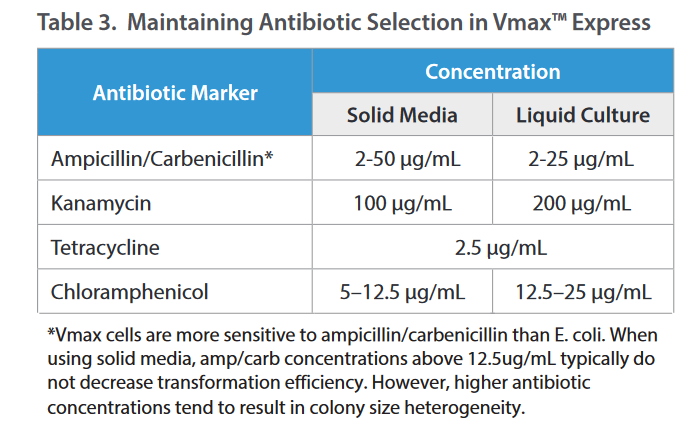 Table 3. Maintaining Antibiotic Selection in Vmax™ Express
Antibiotic Marker
Concentration
Solid Media Liquid Culture
Ampicillin/Carbenicillin* 2-50 µg/mL 2-25 µg/mL
Kanamycin 100 µg/mL 200 µg/mL
Tetracycline 2.5 µg/mL
Chloramphenicol 5–12.5 µg/mL 12.5–25 µg/mL
*Vmax cells are more sensitive to ampicillin/carbenicillin than E. coli. When
using solid media, amp/carb concentrations above 12.5ug/mL typically do
not decrease transformation efficiency. However, higher antibiotic
concentrations tend to result in colony size heterogeneity.